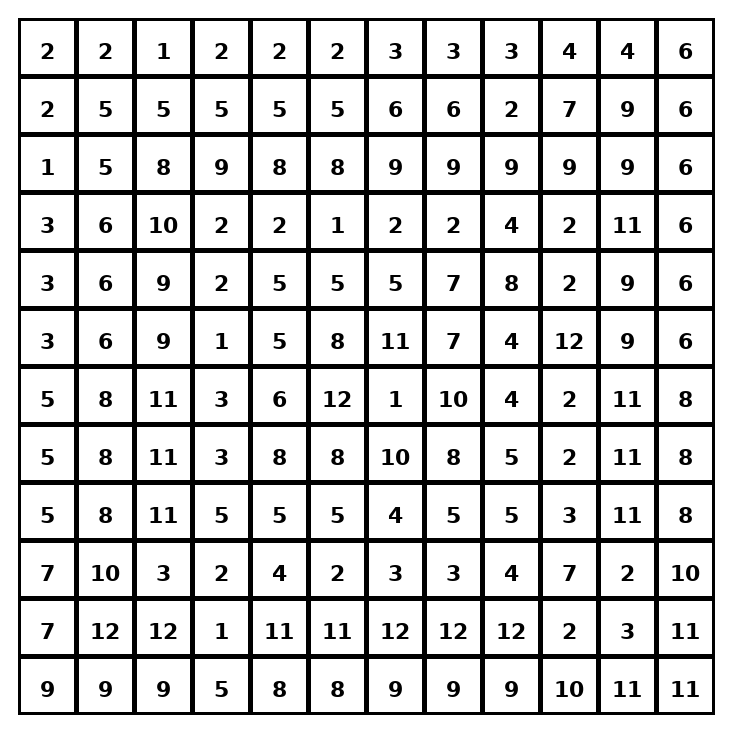 2 2 1 2 2 2 3 3 3 4 4 6
2 5 5 5 5 5 6 6 2 7 9 6
1 5 8 9 8 8 9 9 9 9 9 6
3 6 10 2 2 1 2 2 4 2 11 6
3 6 9 2 5 5 5 7 8 2 9 6
3 6 9 1 5 8 11 7 4 12 9 6
5 8 11 3 6 12 1 10 4 2 11 8
5 8 11 3 8 8 10 8 5 2 11 8
5 8 11 5 5 5 4 5 5 3 11 8
7 10 3 2 4 2 3 3 4 7 2 10
7 12 12 1 11 11 12 12 12 2 3 11
9 9 9 5 8 8 9 9 9 10 11 11